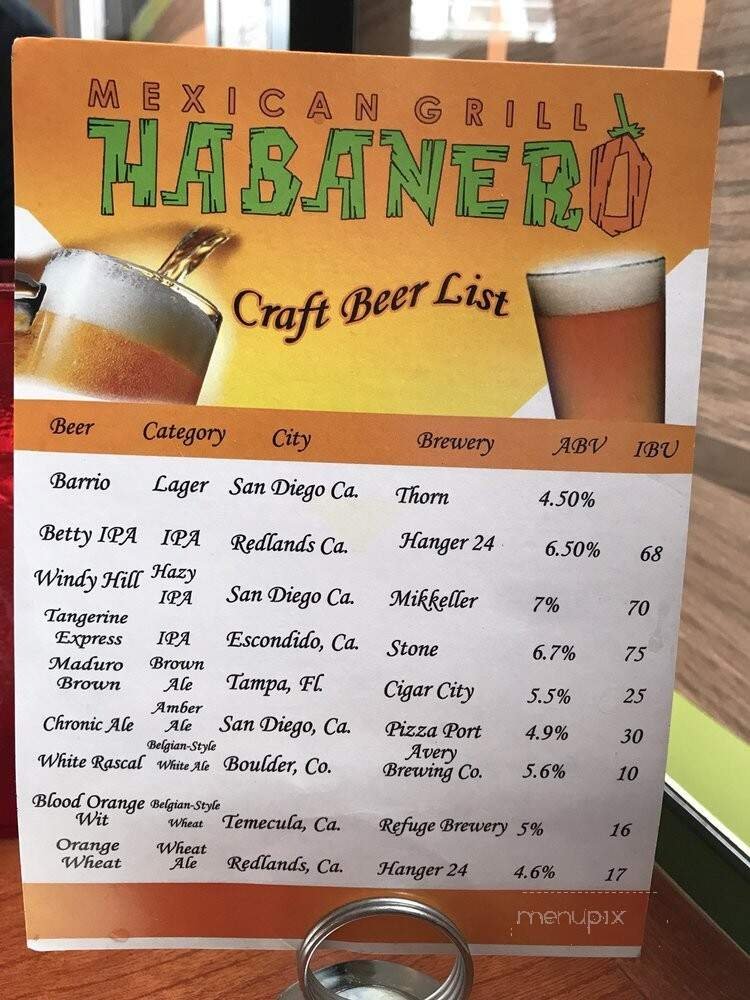 MEXICAN GRILL
HABANERO
Craft Beer List
Beer Category City Brewery ABV IBU
Barrio Lager San Diego Ca. Thorn 4.50%
Betty IPA IPA Redlands Ca. Hanger 24 6.50% 68
Windy Hill Hazy IPA San Diego Ca. Mikkeller 7% 70
Tangerine Express IPA Escondido, Ca. Stone 6.7% 75
Maduro Brown Brown Ale Tampa, Fl. Cigar City 5.5% 25
Chronic Ale Amber Ale San Diego, Ca. Pizza Port 4.9% 30
White Rascal Belgian-Style White Ale Boulder, Co. Avery Brewing Co. 5.6% 10
Blood Orange Wit Belgian-Style Wheat Temecula, Ca. Refuge Brewery 5% 16
Orange Wheat Wheat Ale Redlands, Ca. Hanger 24 4.6% 17
menupix